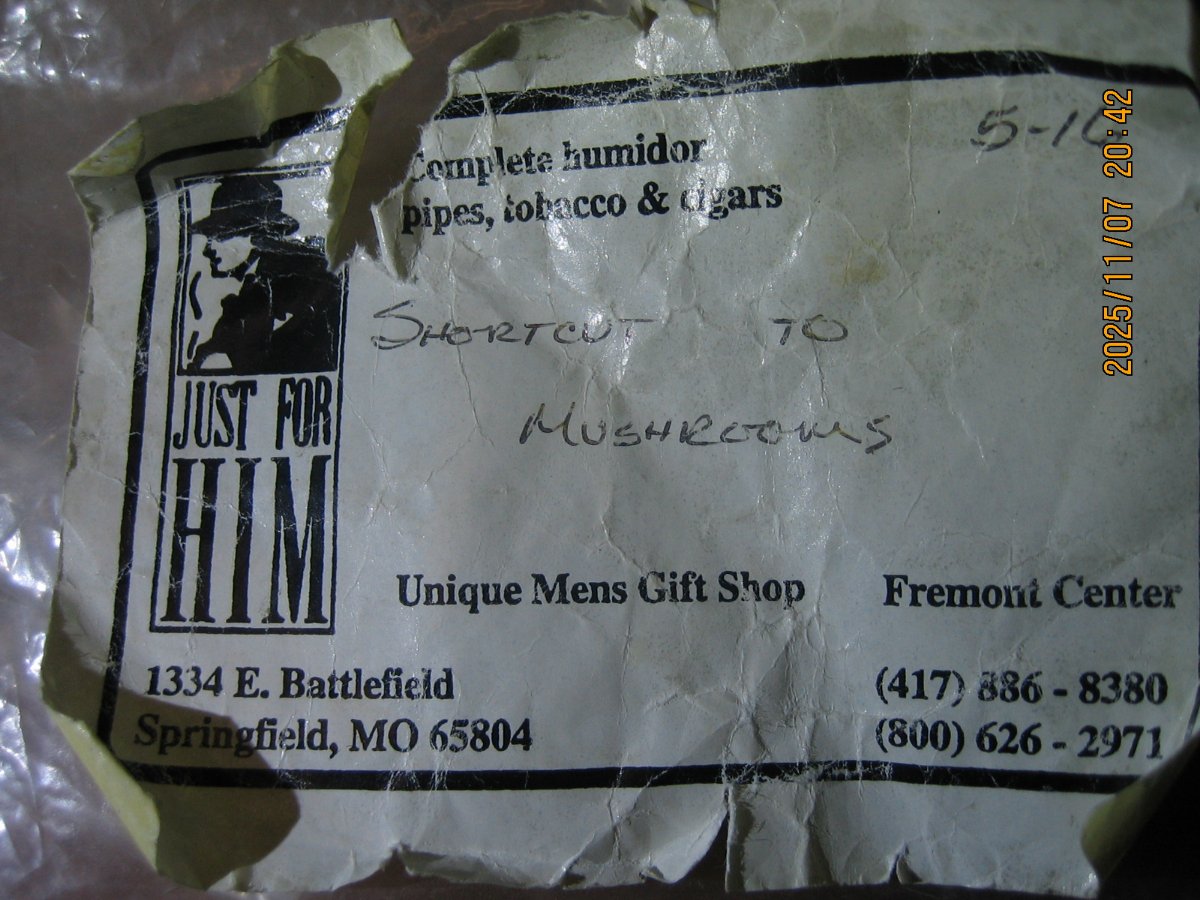 5-10
2025/11/07 20:42
Complete humidor
pipes, tobacco & cigars
SHORTCUT TO
MUSHROOMS
JUST FOR
HIM
Unique Mens Gift Shop Fremont Center
1334 E. Battlefield (417) 886 - 8380
Springfield, MO 65804 (800) 626 - 2971